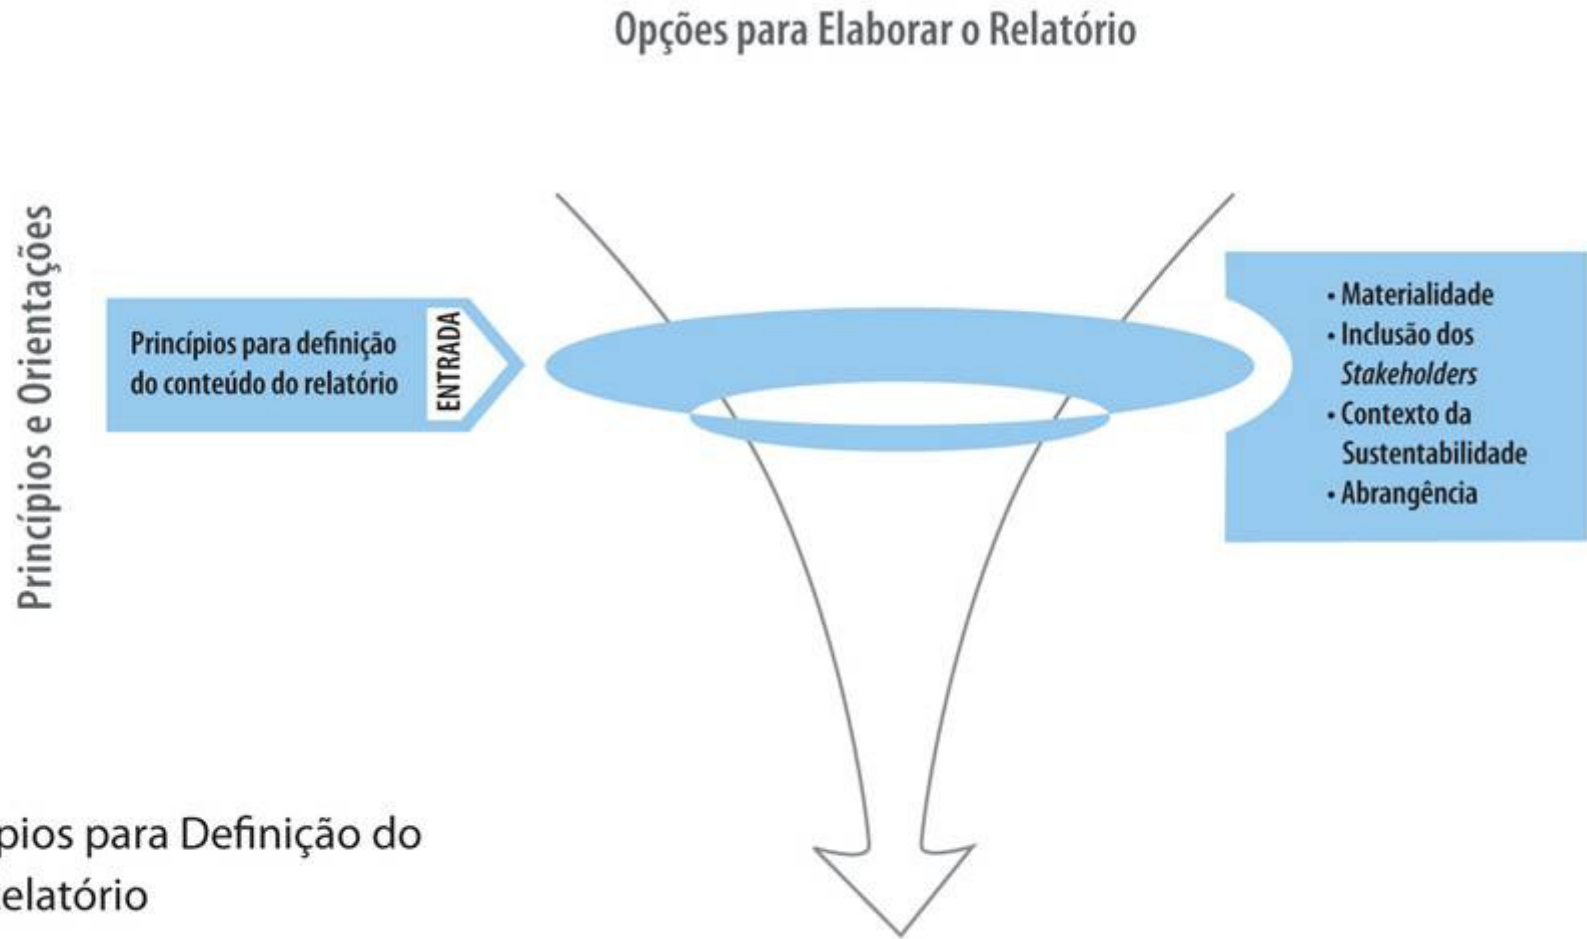 Opções para Elaborar o Relatório
Princípios e Orientações
Princípios para definição
do conteúdo do relatório
ENTRADA
• Materialidade
• Inclusão dos
Stakeholders
• Contexto da
Sustentabilidade
• Abrangência
pios para Definição do
elatório